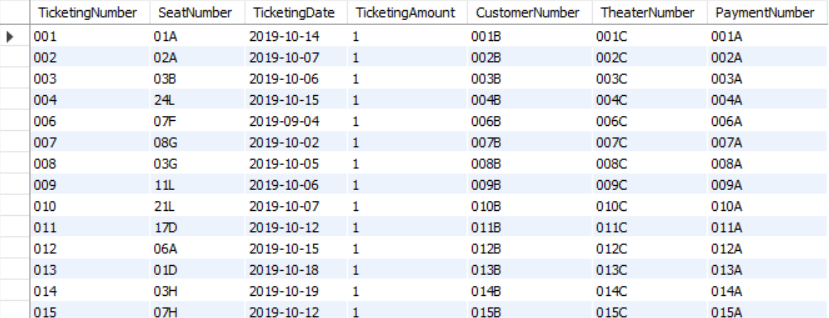 TicketingNumber SeatNumber TicketingDate TicketingAmount CustomerNumber TheaterNumber PaymentNumber
001 01A 2019-10-14 1 001B 001C 001A
002 02A 2019-10-07 1 002B 002C 002A
003 03B 2019-10-06 1 003B 003C 003A
004 24L 2019-10-15 1 004B 004C 004A
006 07F 2019-09-04 1 006B 006C 006A
007 08G 2019-10-02 1 007B 007C 007A
008 03G 2019-10-05 1 008B 008C 008A
009 11L 2019-10-06 1 009B 009C 009A
010 21L 2019-10-07 1 010B 010C 010A
011 17D 2019-10-12 1 011B 011C 011A
012 06A 2019-10-15 1 012B 012C 012A
013 01D 2019-10-18 1 013B 013C 013A
014 03H 2019-10-19 1 014B 014C 014A
015 07H 2019-10-12 1 015B 015C 015A